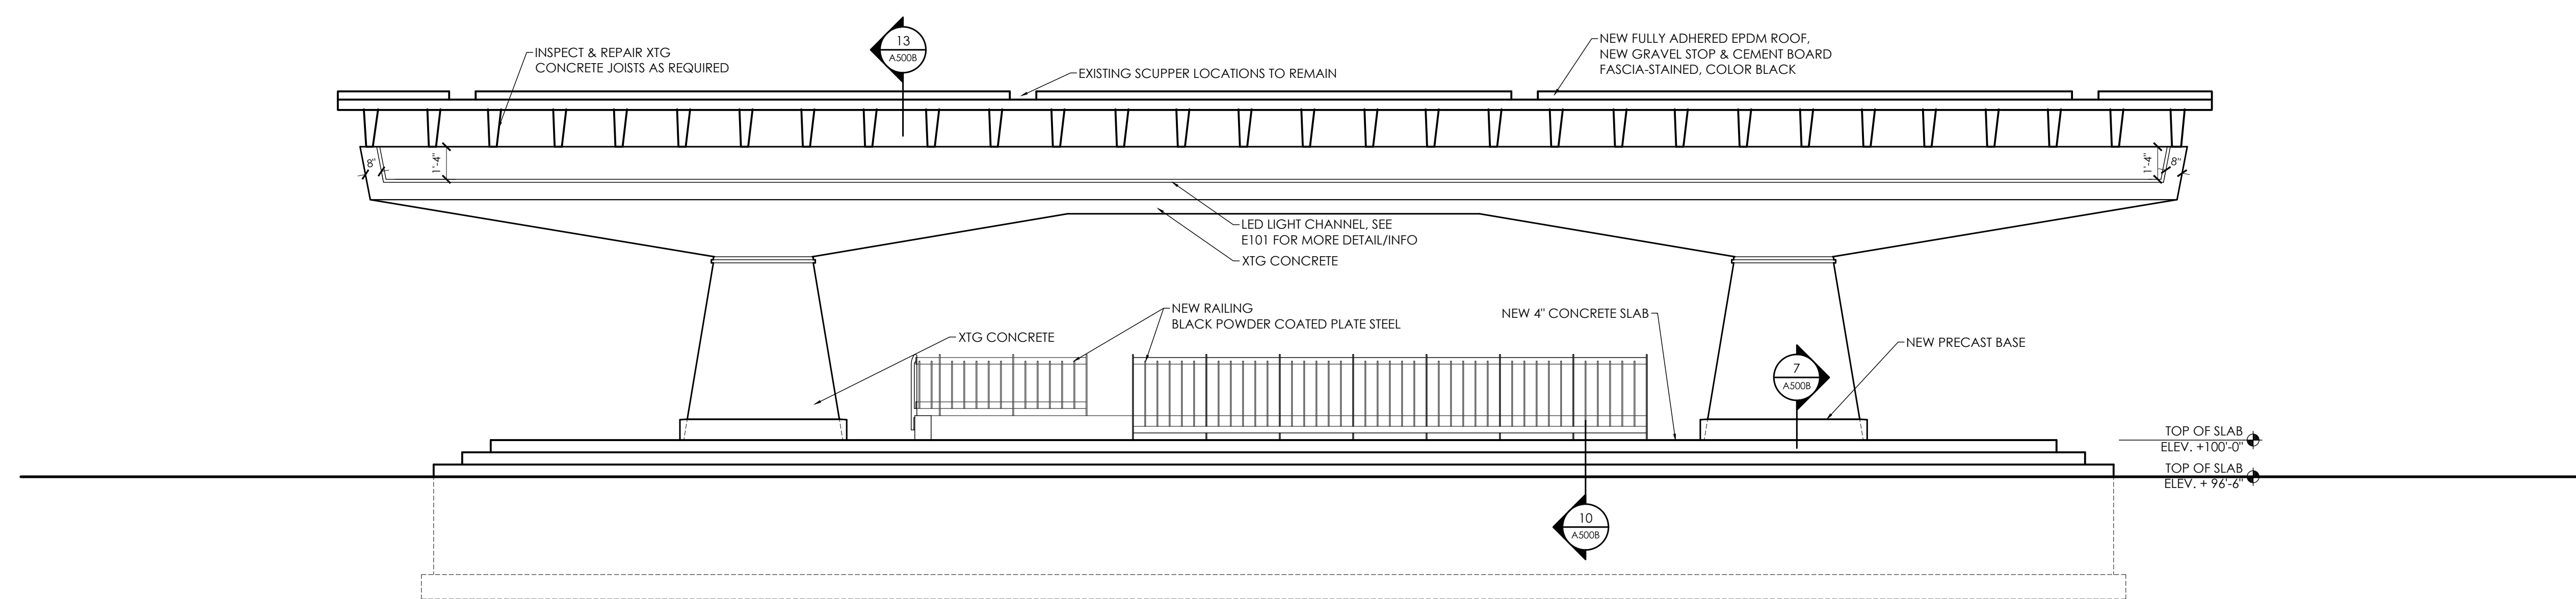 13
A500B
INSPECT & REPAIR XTG
CONCRETE JOISTS AS REQUIRED
EXISTING SCUPPER LOCATIONS TO REMAIN
NEW FULLY ADHERED EPDM ROOF,
NEW GRAVEL STOP & CEMENT BOARD
FASCIA-STAINED, COLOR BLACK
8"
1'-4"
1'-4"
8"
LED LIGHT CHANNEL, SEE
E101 FOR MORE DETAIL/INFO
XTG CONCRETE
NEW RAILING
BLACK POWDER COATED PLATE STEEL
XTG CONCRETE
NEW 4" CONCRETE SLAB
NEW PRECAST BASE
7
A500B
TOP OF SLAB
ELEV. +100'-0"
TOP OF SLAB
ELEV. + 96'-6"
10
A500B